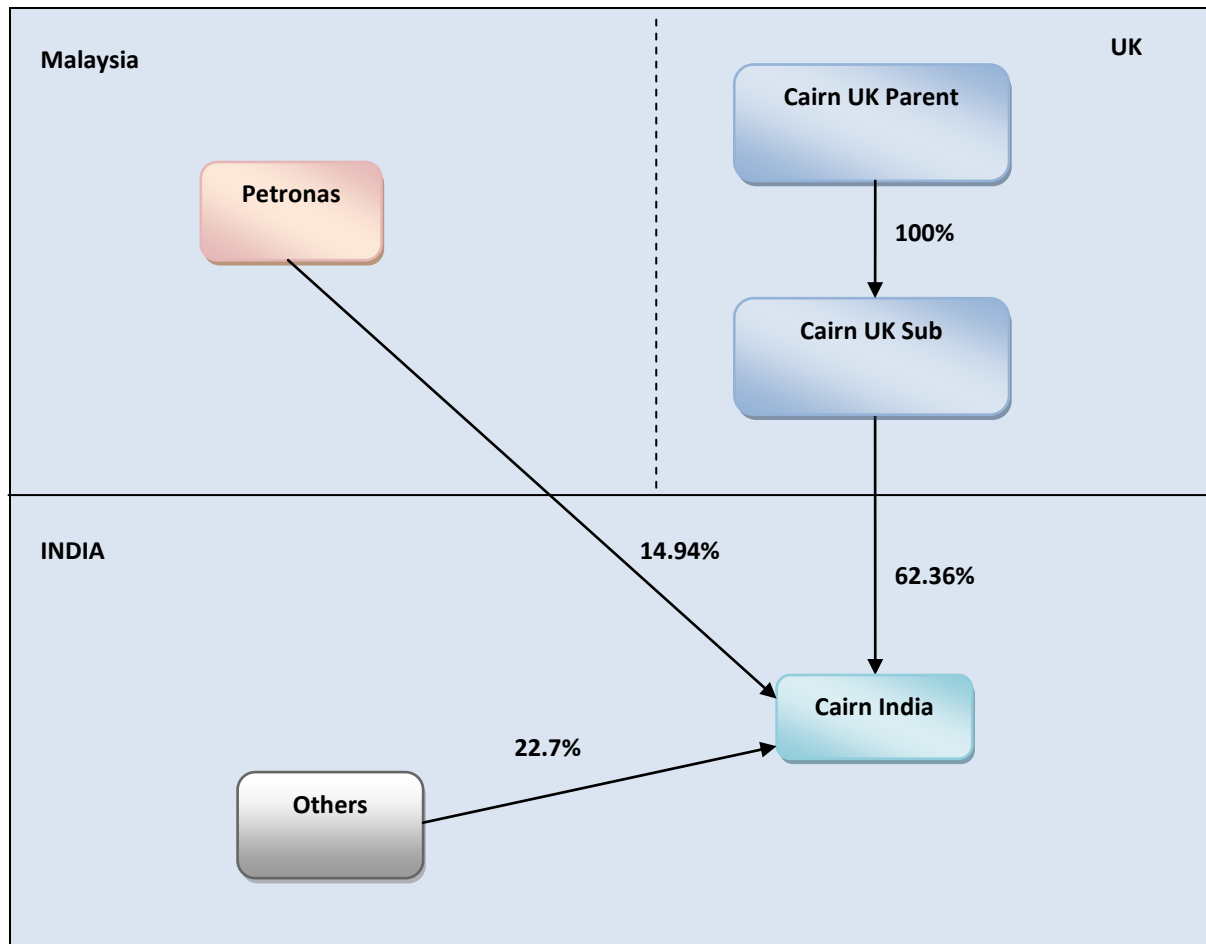 Malaysia
UK
Cairn UK Parent
Petronas
100%
Cairn UK Sub
INDIA
14.94%
62.36%
Cairn India
22.7%
Others